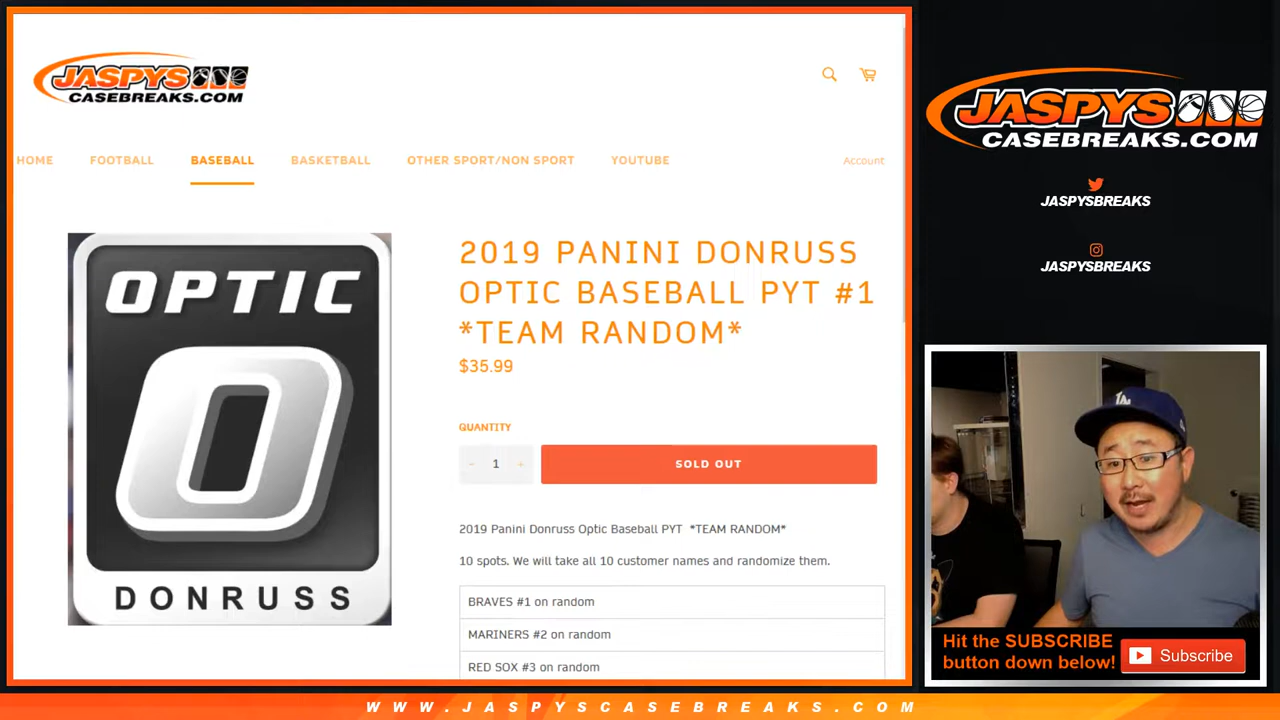 JASPYS
CASEBREAKS.COM
HOME
FOOTBALL
BASEBALL
BASKETBALL
OTHER SPORT/NON SPORT
YOUTUBE
Account
OPTIC
O
DONRUSS
2019 PANINI DONRUSS
OPTIC BASEBALL PYT #1
*TEAM RANDOM*
$35.99
QUANTITY
− 1 +
SOLD OUT
2019 Panini Donruss Optic Baseball PYT *TEAM RANDOM*
10 spots. We will take all 10 customer names and randomize them.
BRAVES #1 on random
MARINERS #2 on random
RED SOX #3 on random
JASPYS
CASEBREAKS.COM
JASPYSBREAKS
JASPYSBREAKS
LA
Hit the SUBSCRIBE
button down below!
Subscribe
WWW.JASPYSCASEBREAKS.COM